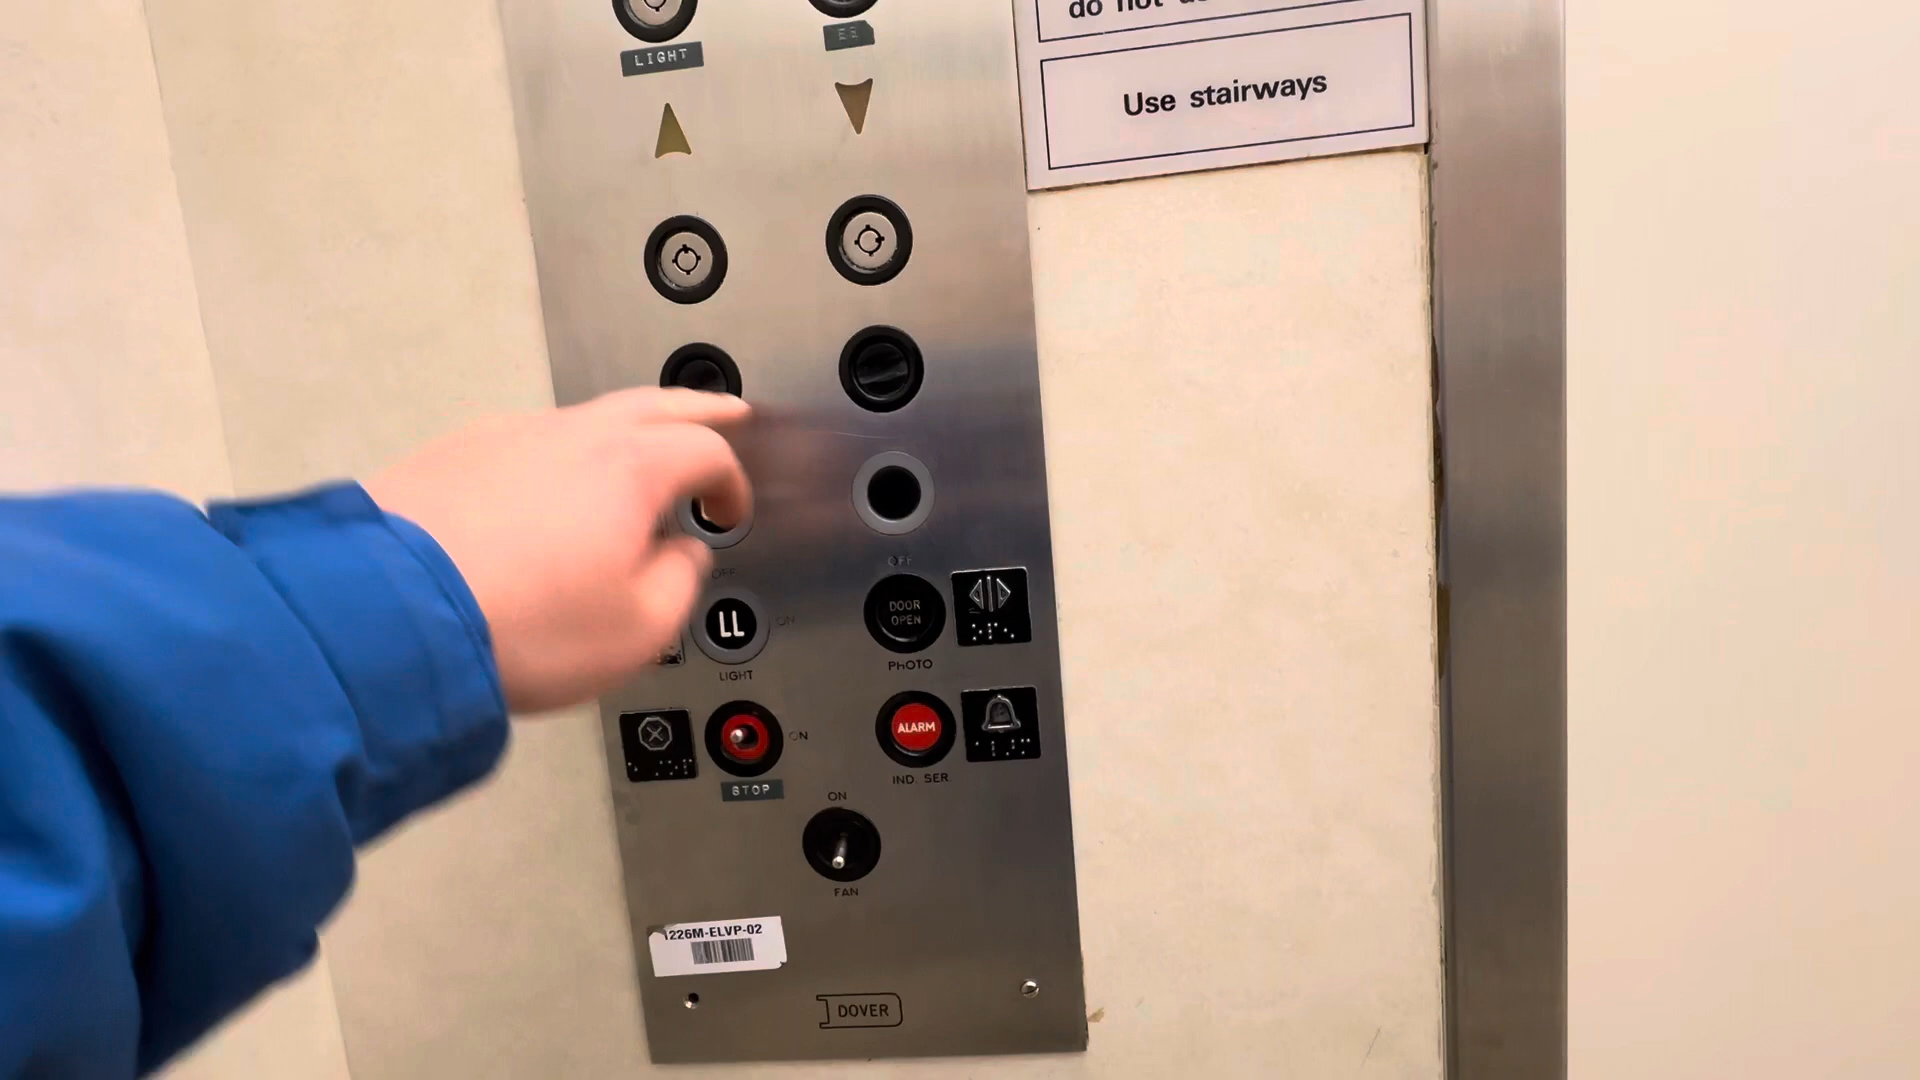 LIGHT
Use stairways
OFF
OFF
LL
ON
DOOR
OPEN
LIGHT
PHOTO
ON
ALARM
STOP
IND. SER.
ON
FAN
1226M-ELVP-02
DOVER